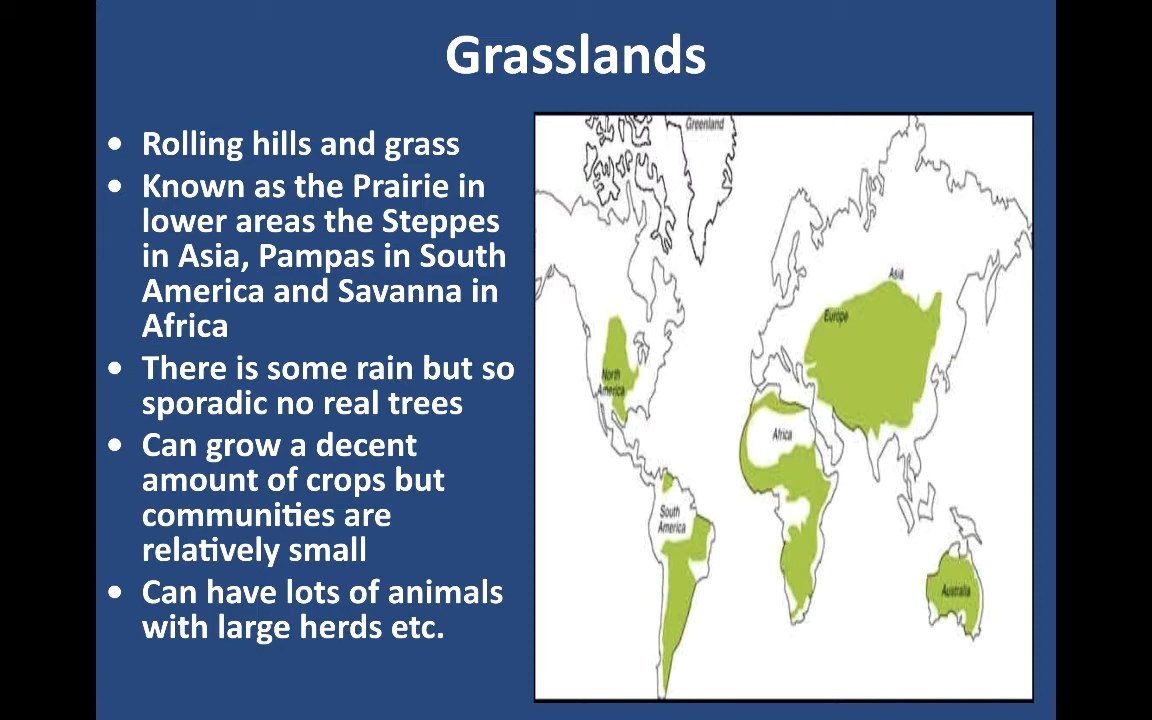 Grasslands
• Rolling hills and grass
• Known as the Prairie in
lower areas the Steppes
in Asia, Pampas in South
America and Savanna in
Africa
• There is some rain but so
sporadic no real trees
• Can grow a decent
amount of crops but
communities are
relatively small
• Can have lots of animals
with large herds etc.
Greenland
Asia
Europe
North
America
Africa
South
America
Australia